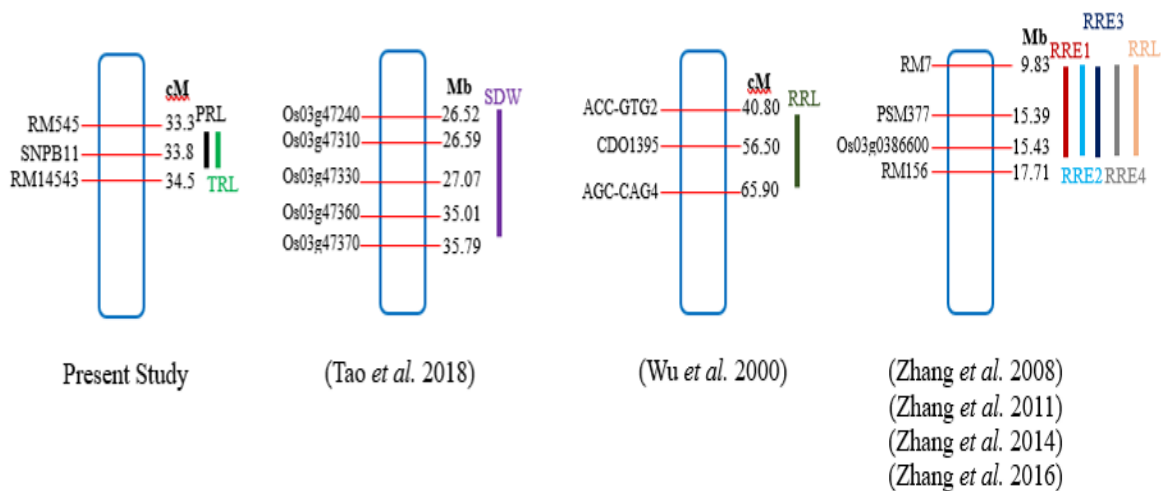 cM
PRL
RM545 33.3
SNPB11 33.8
RM14543 34.5
TRL
Present Study
Mb
SDW
Os03g47240 26.52
Os03g47310 26.59
Os03g47330 27.07
Os03g47360 35.01
Os03g47370 35.79
(Tao et al. 2018)
cM
RRL
ACC-GTG2 40.80
CDO1395 56.50
AGC-CAG4 65.90
(Wu et al. 2000)
RRE3
Mb RRE1 RRL
RM7 9.83
PSM377 15.39
Os03g0386600 15.43
RM156 17.71
RRE2 RRE4
(Zhang et al. 2008)
(Zhang et al. 2011)
(Zhang et al. 2014)
(Zhang et al. 2016)